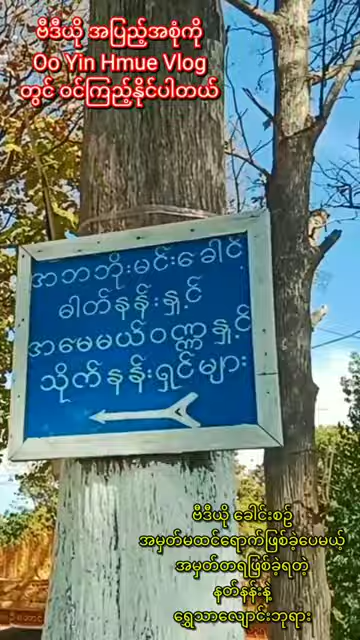 ဗီဒီယို အပြည့်အစုံကို
Oo Yin Hmue Vlog
တွင် ဝင်ကြည့်နိုင်ပါတယ်
အဘဘိုးမင်းခေါင်
ဓါတ်နန်းနှင့်
အမေမယ်ဝဏ္ဏနှင့်
သိုက်နန်းရှင်များ
ဗီဒီယို ခေါင်းစဉ်
အမှတ်မထင်ရောက်ဖြစ်ခဲ့ပေမယ့်
အမှတ်တရဖြစ်ခဲ့ရတဲ့
နတ်နန်းနဲ့
ရွှေသာလျောင်းဘုရား